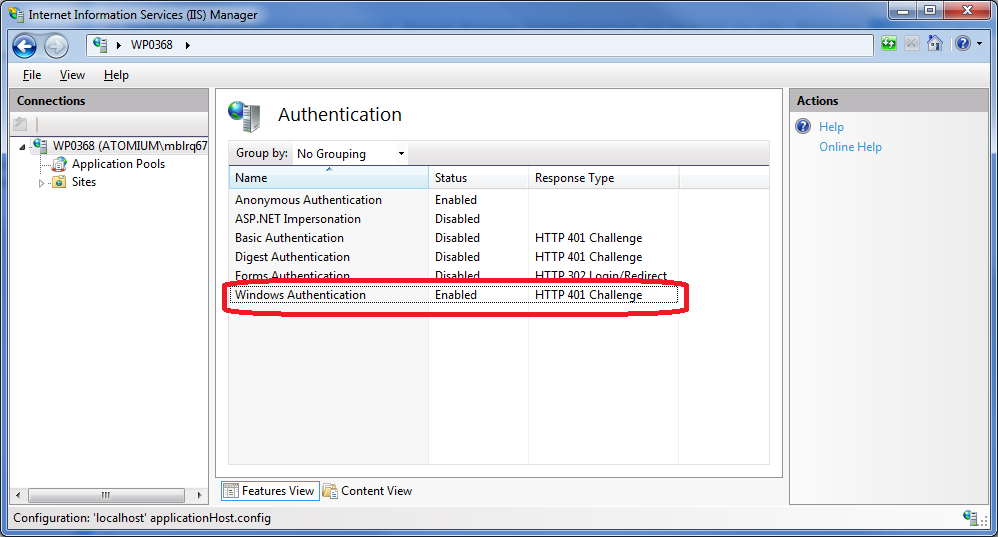 Internet Information Services (IIS) Manager
WP0368
File View Help
Connections
WP0368 (ATOMIUM\mblrq67
Application Pools
Sites
Authentication
Group by: No Grouping
Name Status Response Type
Anonymous Authentication Enabled
ASP.NET Impersonation Disabled
Basic Authentication Disabled HTTP 401 Challenge
Digest Authentication Disabled HTTP 401 Challenge
Forms Authentication Disabled HTTP 302 Login/Redirect
Windows Authentication Enabled HTTP 401 Challenge
Features View Content View
Actions
Help
Online Help
Configuration: 'localhost' applicationHost.config